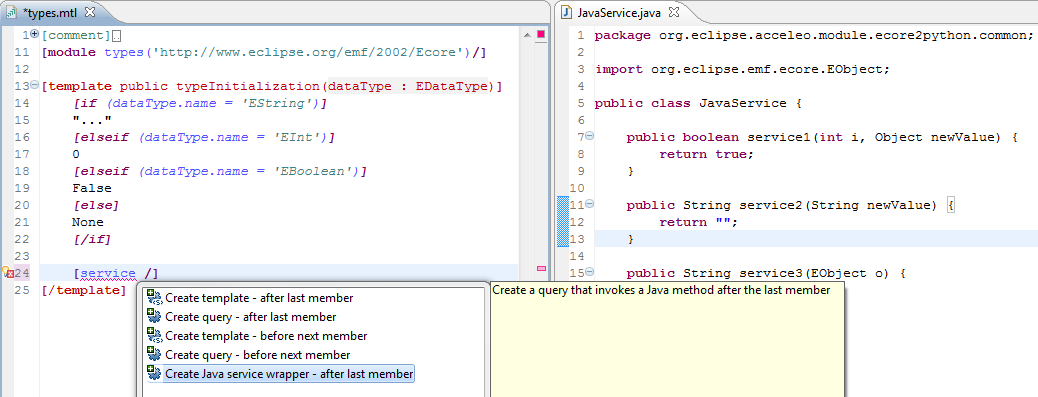 *types.mtl
1 [comment]
11 [module types('http://www.eclipse.org/emf/2002/Ecore')/]
12
13 [template public typeInitialization(dataType : EDataType)]
14 [if (dataType.name = 'EString')]
15 "..."
16 [elseif (dataType.name = 'EInt')]
17 0
18 [elseif (dataType.name = 'EBoolean')]
19 False
20 [else]
21 None
22 [/if]
23
24 [service /]
25 [/template]
Create template - after last member
Create query - after last member
Create template - before next member
Create query - before next member
Create Java service wrapper - after last member
Create a query that invokes a Java method after the last member
JavaService.java
1 package org.eclipse.acceleo.module.ecore2python.common;
2
3 import org.eclipse.emf.ecore.EObject;
4
5 public class JavaService {
6
7 public boolean service1(int i, Object newValue) {
8 return true;
9 }
10
11 public String service2(String newValue) {
12 return "";
13 }
14
15 public String service3(EObject o) {